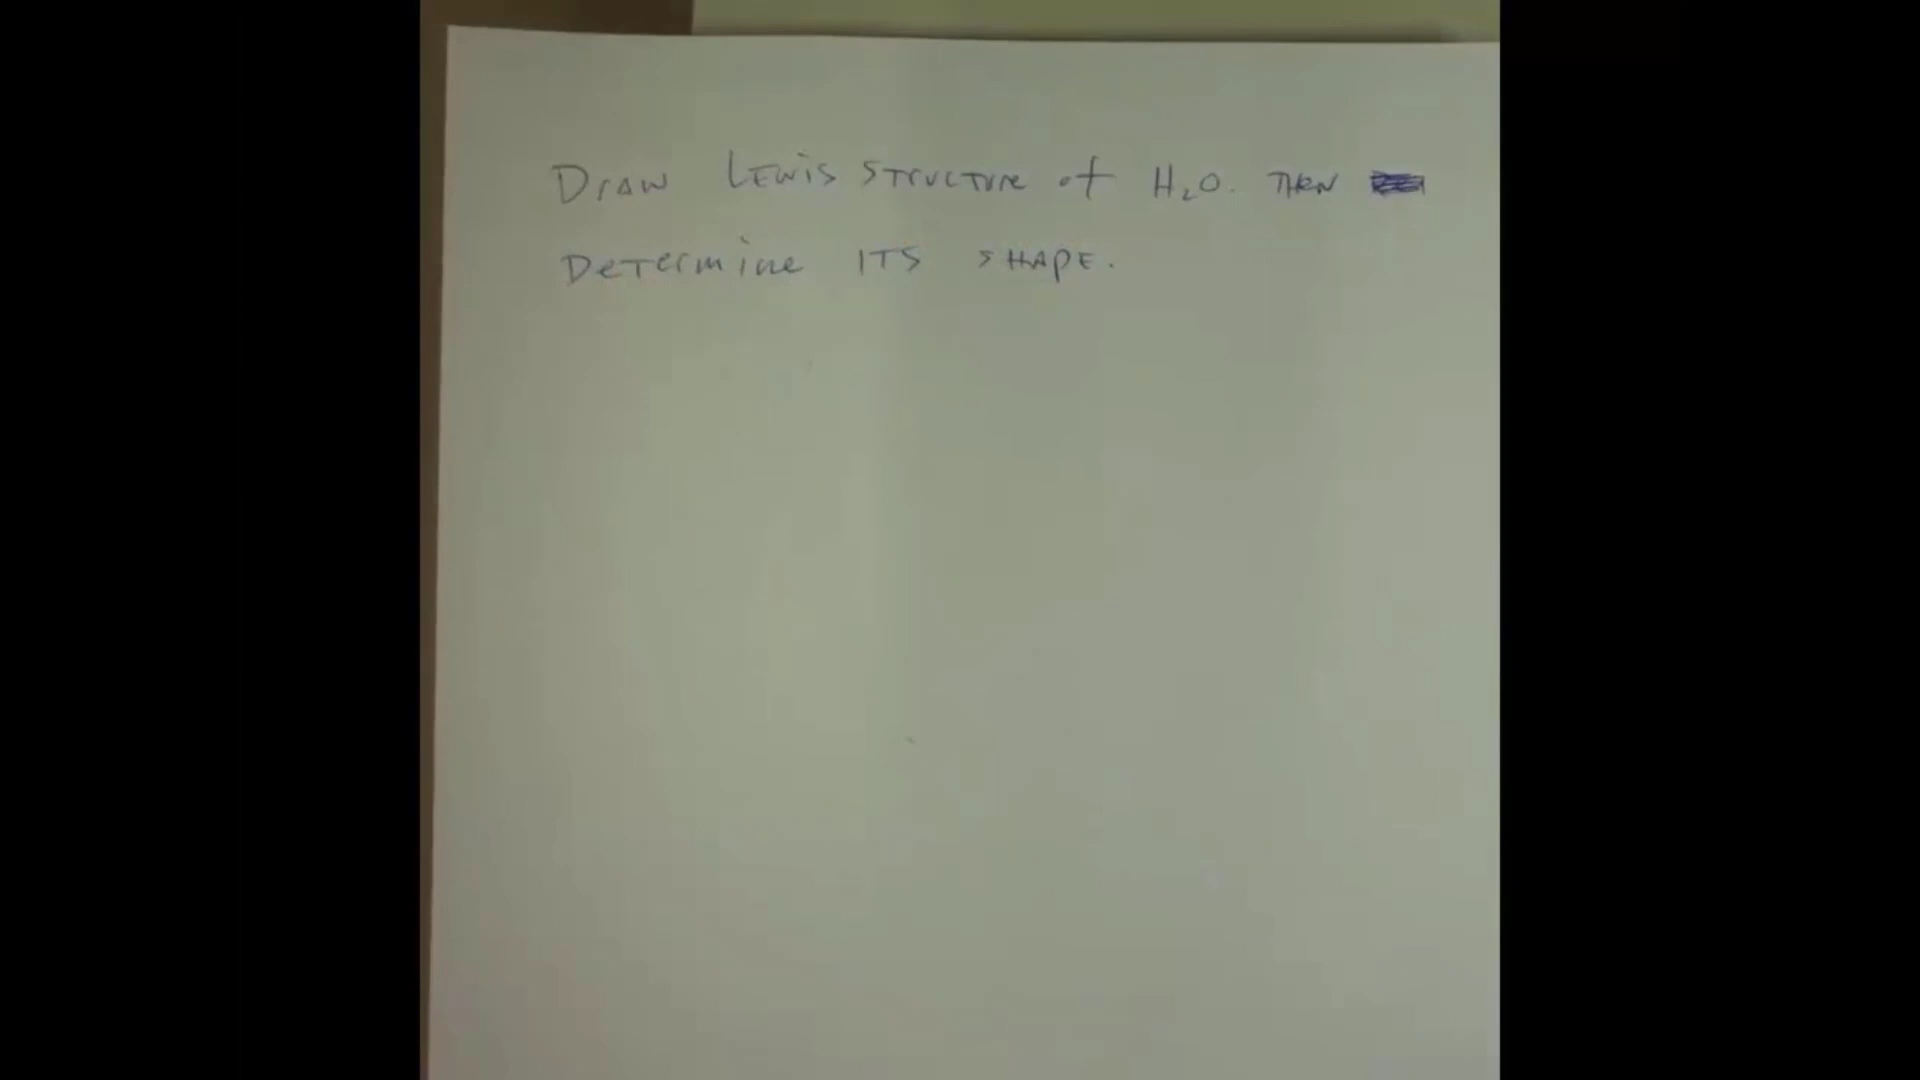 Draw Lewis structure of H₂O. Then
Determine its shape.